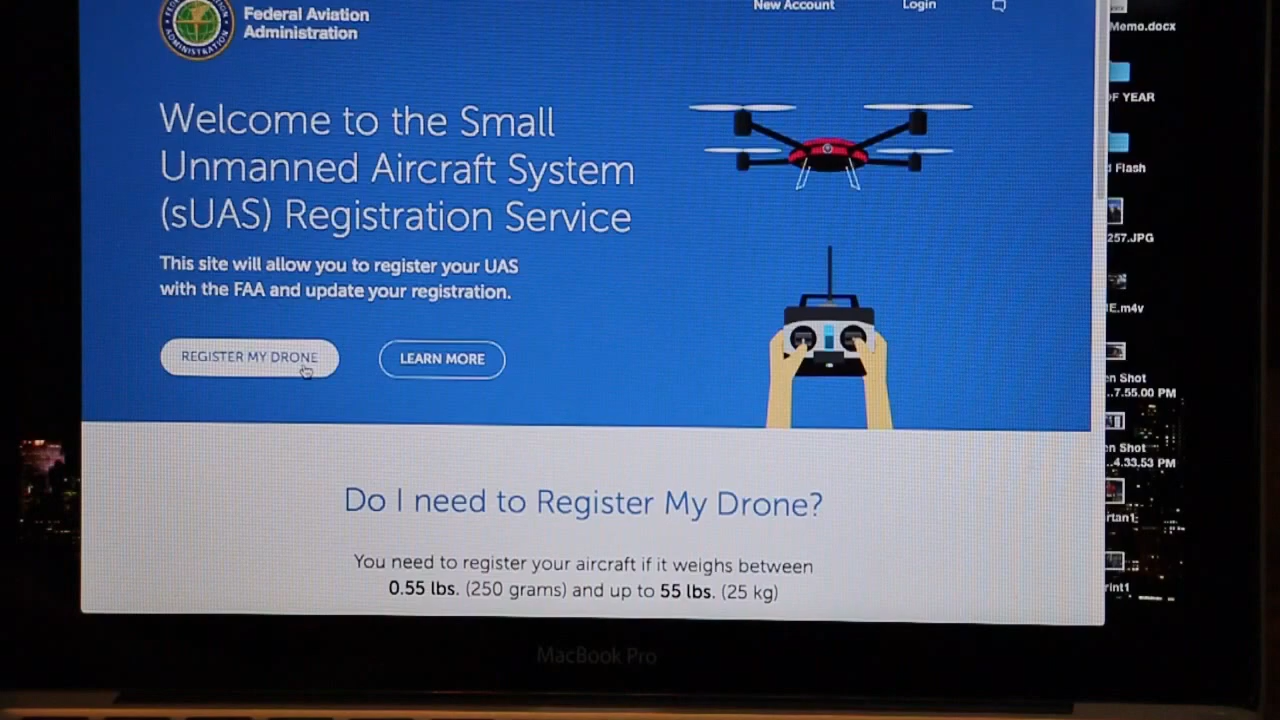 New Account
Login
Federal Aviation
Administration
ADMINISTRATION
Welcome to the Small
Unmanned Aircraft System
(sUAS) Registration Service
This site will allow you to register your UAS
with the FAA and update your registration.
REGISTER MY DRONE
LEARN MORE
Do I need to Register My Drone?
You need to register your aircraft if it weighs between
0.55 lbs. (250 grams) and up to 55 lbs. (25 kg)
Memo.docx
OF YEAR
d Flash
257.JPG
E.m4v
en Shot
...7.55.00 PM
en Shot
..4.33.53 PM
rtan1
rint1
MacBook Pro